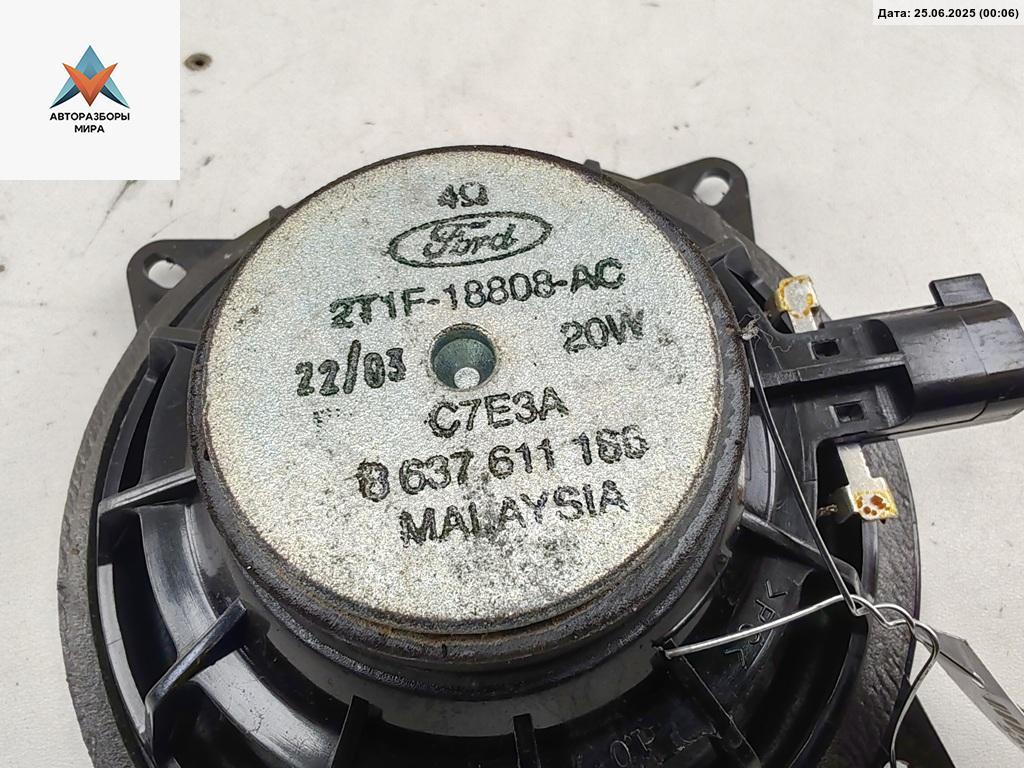 Дата: 25.06.2025 (00:06)
АВТОРАЗБОРЫ
МИРА
4Ω
Ford
2T1F-18808-AC
22/03
20W
C7E3A
8 637 611 166
MALAYSIA